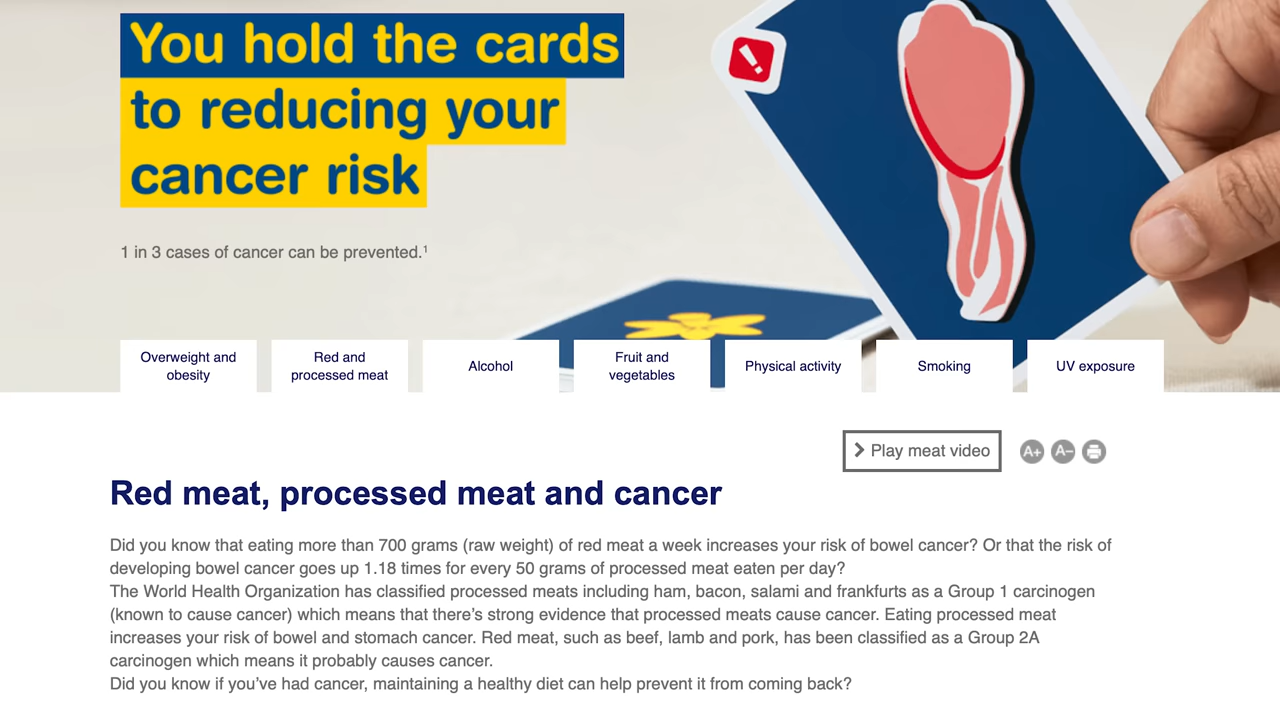 You hold the cards
to reducing your
cancer risk
1 in 3 cases of cancer can be prevented.¹
Overweight and
obesity
Red and
processed meat
Alcohol
Fruit and
vegetables
Physical activity
Smoking
UV exposure
Play meat video
A+
A−
Red meat, processed meat and cancer
Did you know that eating more than 700 grams (raw weight) of red meat a week increases your risk of bowel cancer? Or that the risk of
developing bowel cancer goes up 1.18 times for every 50 grams of processed meat eaten per day?
The World Health Organization has classified processed meats including ham, bacon, salami and frankfurts as a Group 1 carcinogen
(known to cause cancer) which means that there’s strong evidence that processed meats cause cancer. Eating processed meat
increases your risk of bowel and stomach cancer. Red meat, such as beef, lamb and pork, has been classified as a Group 2A
carcinogen which means it probably causes cancer.
Did you know if you’ve had cancer, maintaining a healthy diet can help prevent it from coming back?